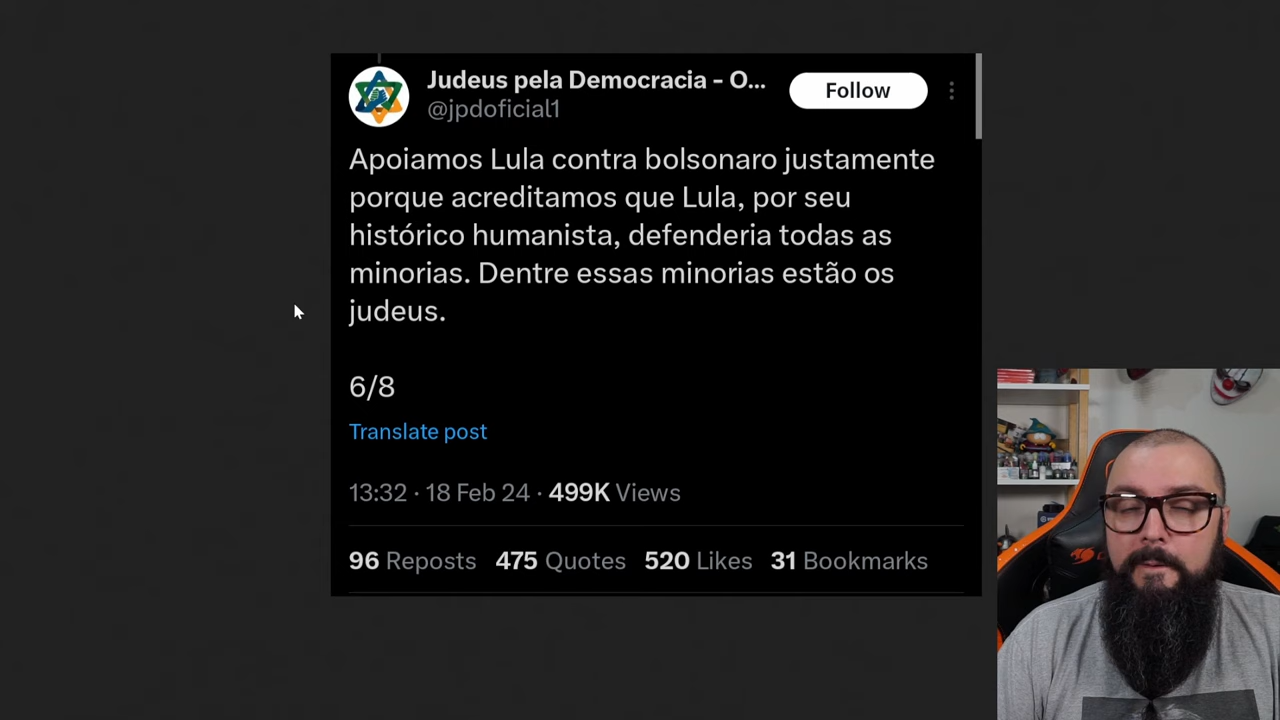 Judeus pela Democracia - O...
@jpdoficial1
Follow
Apoiamos Lula contra bolsonaro justamente
porque acreditamos que Lula, por seu
histórico humanista, defenderia todas as
minorias. Dentre essas minorias estão os
judeus.
6/8
Translate post
13:32 · 18 Feb 24 · 499K Views
96 Reposts 475 Quotes 520 Likes 31 Bookmarks